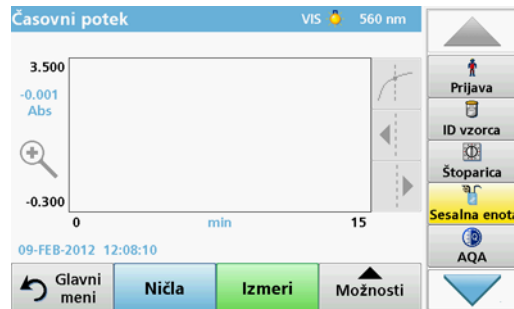 Časovni potek VIS 560 nm
3.500
-0.001
Abs
-0.300
0 min 15
09-FEB-2012 12:08:10
Glavni
meni
Ničla
Izmeri
Možnosti
Prijava
ID vzorca
Štoparica
Sesalna enota
AQA